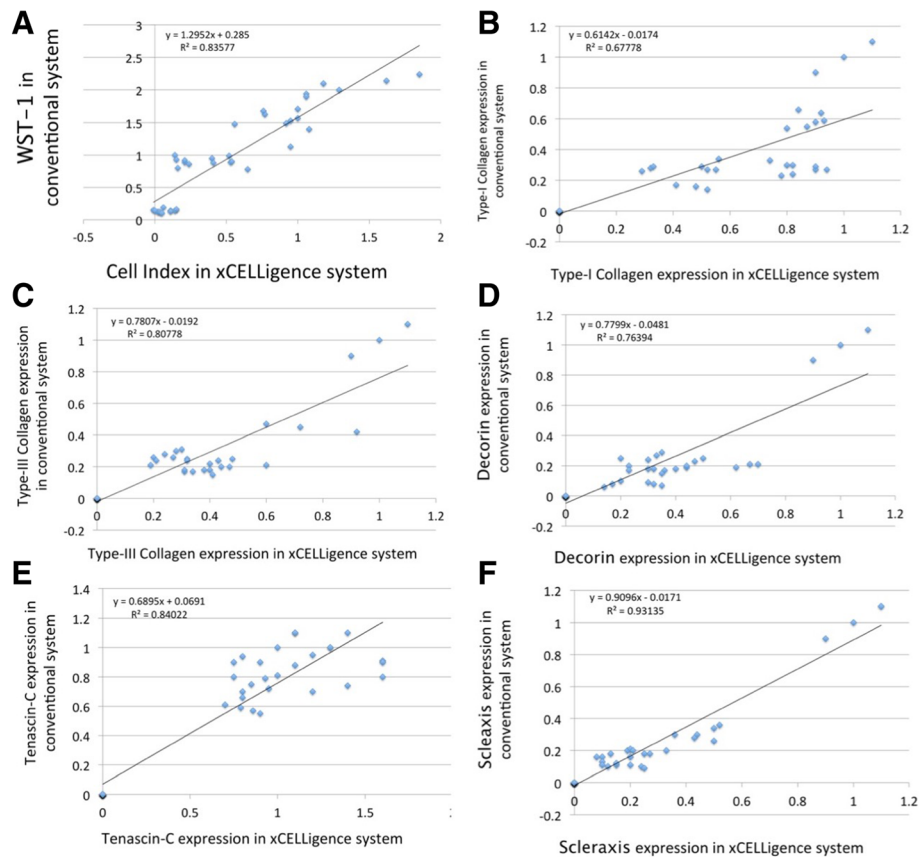 A
y = 1.2952x + 0.285
R² = 0.83577
WST-1 in
conventional system
3
2.5
2
1.5
1
0.5
0
-0.5 0 0.5 1 1.5 2
Cell Index in xCELLigence system
B
y = 0.6142x - 0.0174
R² = 0.67778
Type-I Collagen expression in
conventional system
1.2
1
0.8
0.6
0.4
0.2
0
-0.2
0 0.2 0.4 0.6 0.8 1 1.2
Type-I Collagen expression in xCELLigence system
C
y = 0.7807x - 0.0192
R² = 0.80778
Type-III Collagen expression
in conventional system
1.2
1
0.8
0.6
0.4
0.2
0
-0.2
0 0.2 0.4 0.6 0.8 1 1.2
Type-III Collagen expression in xCELLigence system
D
y = 0.7799x - 0.0481
R² = 0.76394
Decorin expression in
conventional system
1.2
1
0.8
0.6
0.4
0.2
0
-0.2
0 0.2 0.4 0.6 0.8 1 1.2
Decorin expression in xCELLigence system
E
y = 0.6895x + 0.0691
R² = 0.84022
Tenascin-C expression in
conventional system
1.4
1.2
1
0.8
0.6
0.4
0.2
0
0 0.5 1 1.5
Tenascin-C expression in xCELLigence system
F
y = 0.9096x - 0.0171
R² = 0.93135
Scleaxis expression in
conventional system
1.2
1
0.8
0.6
0.4
0.2
0
-0.2
0 0.2 0.4 0.6 0.8 1 1.2
Scleraxis expression in xCELLigence system